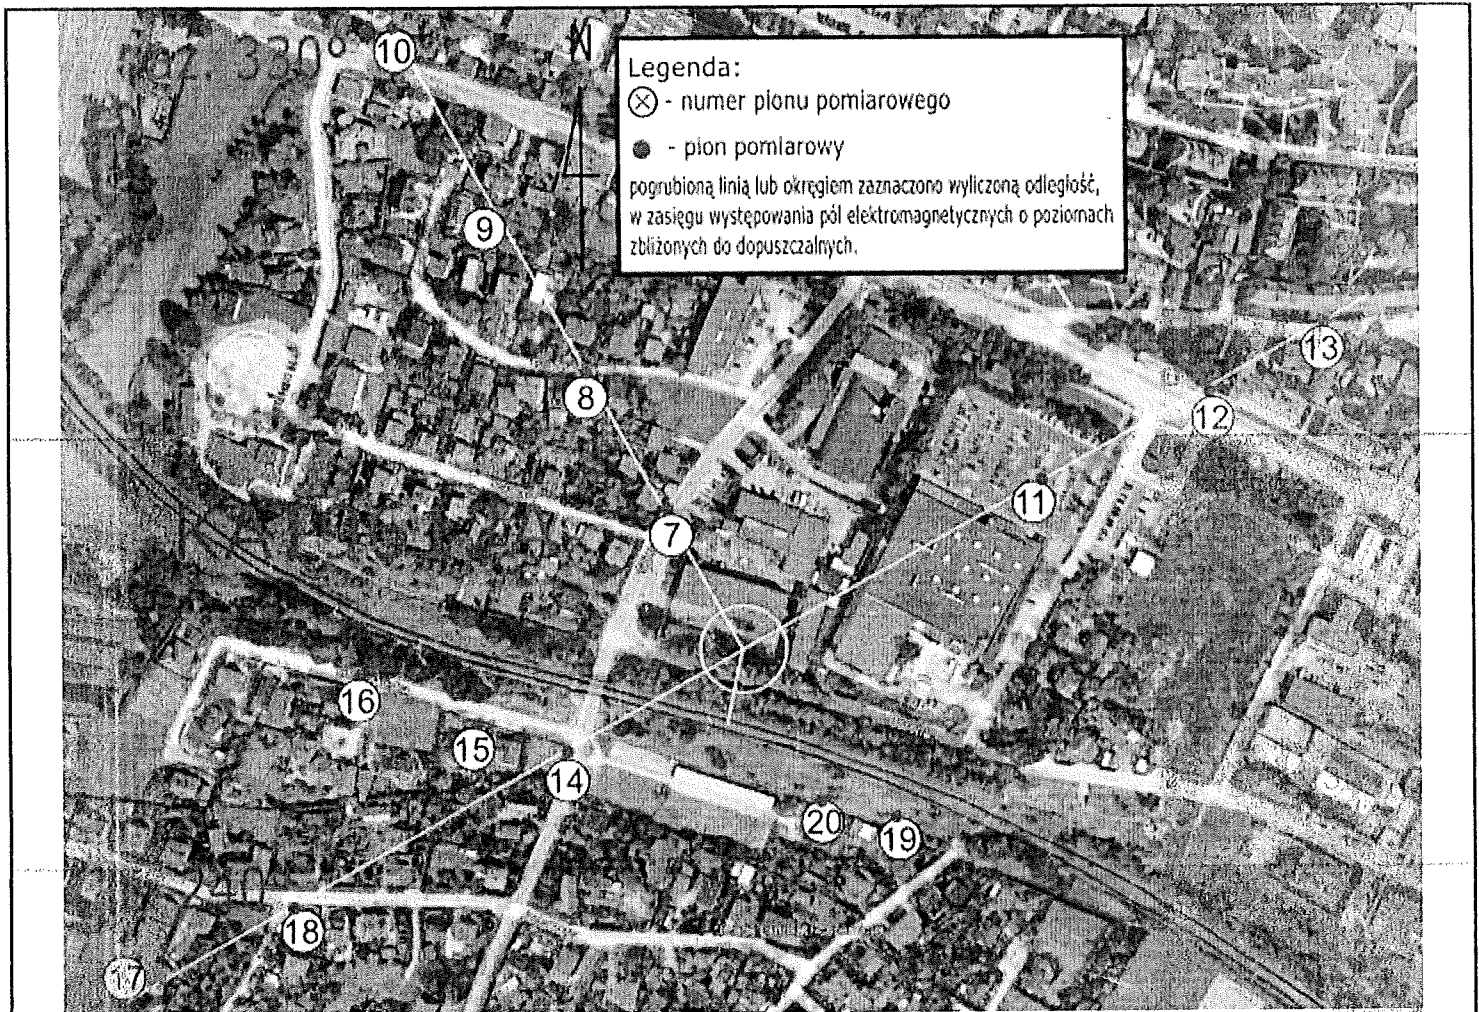 az. 330°
10
N
Legenda:
⊗ - numer pionu pomiarowego
● - pion pomiarowy
pogrubioną linią lub okręgiem zaznaczono wyliczoną odległość,
w zasięgu występowania pól elektromagnetycznych o poziomach
zbliżonych do dopuszczalnych.
9
13
8
12
11
7
16
15
14
20
19
18
17